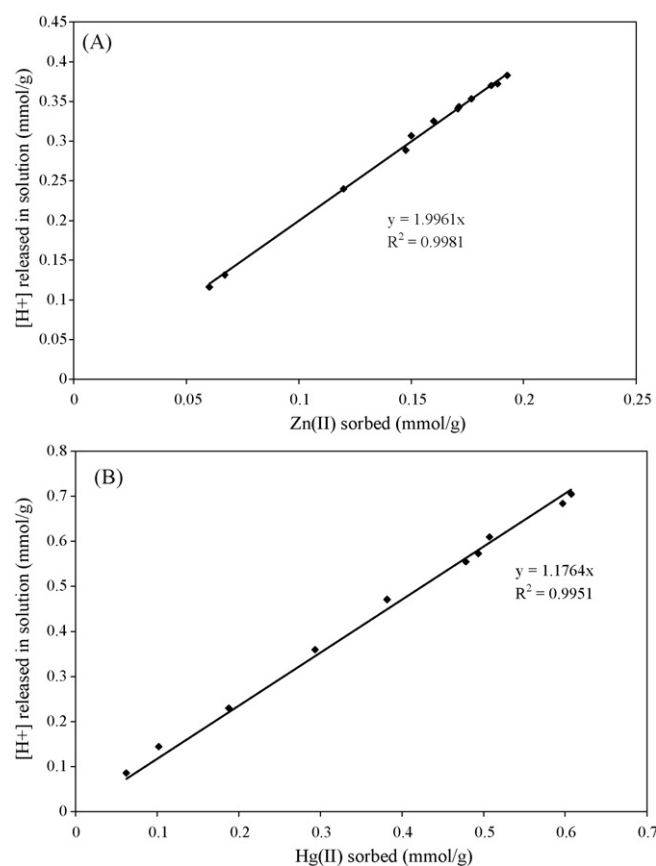 (A)
[H+] released in solution (mmol/g)
0.45
0.4
0.35
0.3
0.25
0.2
0.15
0.1
0.05
0
y = 1.9961x
R² = 0.9981
0 0.05 0.1 0.15 0.2 0.25
Zn(II) sorbed (mmol/g)
(B)
[H+] released in solution (mmol/g)
0.8
0.7
0.6
0.5
0.4
0.3
0.2
0.1
0
y = 1.1764x
R² = 0.9951
0 0.1 0.2 0.3 0.4 0.5 0.6 0.7
Hg(II) sorbed (mmol/g)